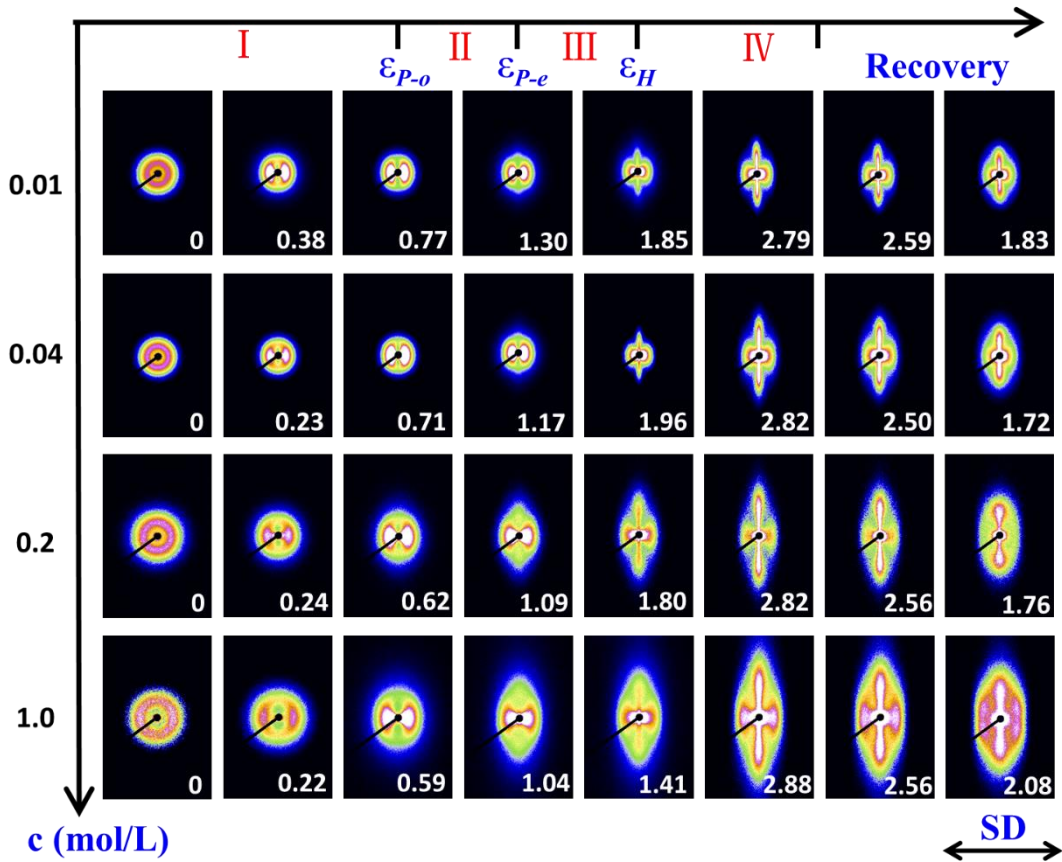 I II III IV
ε_P-o ε_P-e ε_H Recovery
0.01
0 0.38 0.77 1.30 1.85 2.79 2.59 1.83
0.04
0 0.23 0.71 1.17 1.96 2.82 2.50 1.72
0.2
0 0.24 0.62 1.09 1.80 2.82 2.56 1.76
1.0
0 0.22 0.59 1.04 1.41 2.88 2.56 2.08
c (mol/L) SD